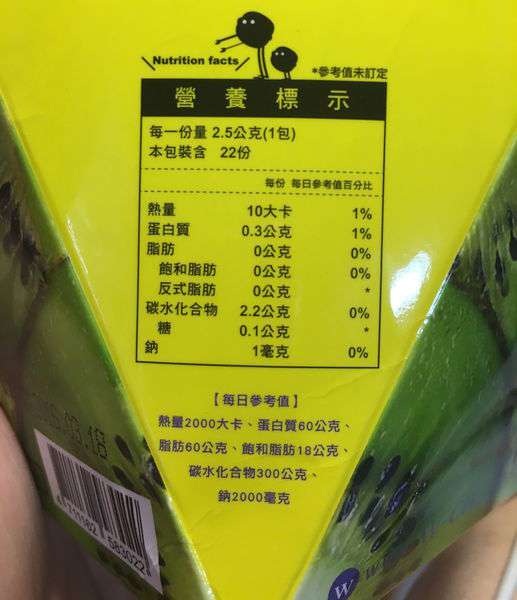 Nutrition facts
*參考值未訂定
營養標示
每一份量 2.5公克(1包)
本包裝含 22份
每份 每日參考值百分比
熱量 10大卡 1%
蛋白質 0.3公克 1%
脂肪 0公克 0%
飽和脂肪 0公克 0%
反式脂肪 0公克 *
碳水化合物 2.2公克 0%
糖 0.1公克 *
鈉 1毫克 0%
【每日參考值】
熱量2000大卡、蛋白質60公克、
脂肪60公克、飽和脂肪18公克、
碳水化合物300公克、
鈉2000毫克
W